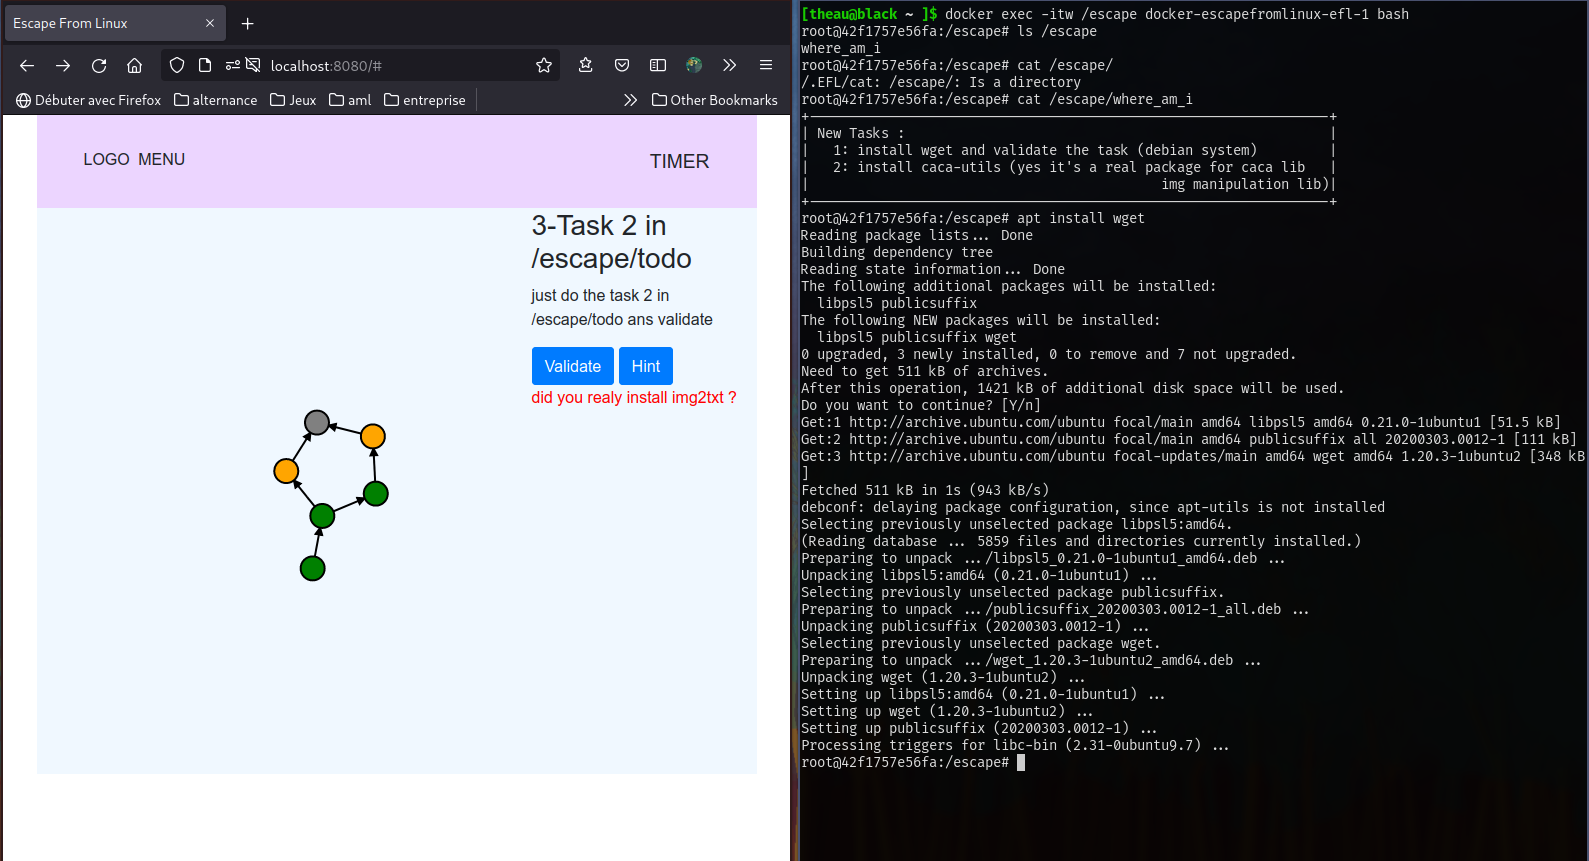 Escape From Linux
localhost:8080/#
Débuter avec Firefox alternance Jeux aml entreprise Other Bookmarks
LOGO MENU TIMER
3-Task 2 in
/escape/todo
just do the task 2 in
/escape/todo ans validate
Validate Hint
did you realy install img2txt ?
[theau@black ~ ]$ docker exec -itw /escape docker-escapefromlinux-efl-1 bash
root@42f1757e56fa:/escape# ls /escape
where_am_i
root@42f1757e56fa:/escape# cat /escape/
/.EFL/cat: /escape/: Is a directory
root@42f1757e56fa:/escape# cat /escape/where_am_i
New Tasks :
1: install wget and validate the task (debian system)
2: install caca-utils (yes it's a real package for caca lib
img manipulation lib)
root@42f1757e56fa:/escape# apt install wget
Reading package lists... Done
Building dependency tree
Reading state information... Done
The following additional packages will be installed:
libpsl5 publicsuffix
The following NEW packages will be installed:
libpsl5 publicsuffix wget
0 upgraded, 3 newly installed, 0 to remove and 7 not upgraded.
Need to get 511 kB of archives.
After this operation, 1421 kB of additional disk space will be used.
Do you want to continue? [Y/n]
Get:1 http://archive.ubuntu.com/ubuntu focal/main amd64 libpsl5 amd64 0.21.0-1ubuntu1 [51.5 kB]
Get:2 http://archive.ubuntu.com/ubuntu focal/main amd64 publicsuffix all 20200303.0012-1 [111 kB]
Get:3 http://archive.ubuntu.com/ubuntu focal-updates/main amd64 wget amd64 1.20.3-1ubuntu2 [348 kB
]
Fetched 511 kB in 1s (943 kB/s)
debconf: delaying package configuration, since apt-utils is not installed
Selecting previously unselected package libpsl5:amd64.
(Reading database ... 5859 files and directories currently installed.)
Preparing to unpack .../libpsl5_0.21.0-1ubuntu1_amd64.deb ...
Unpacking libpsl5:amd64 (0.21.0-1ubuntu1) ...
Selecting previously unselected package publicsuffix.
Preparing to unpack .../publicsuffix_20200303.0012-1_all.deb ...
Unpacking publicsuffix (20200303.0012-1) ...
Selecting previously unselected package wget.
Preparing to unpack .../wget_1.20.3-1ubuntu2_amd64.deb ...
Unpacking wget (1.20.3-1ubuntu2) ...
Setting up libpsl5:amd64 (0.21.0-1ubuntu1) ...
Setting up wget (1.20.3-1ubuntu2) ...
Setting up publicsuffix (20200303.0012-1) ...
Processing triggers for libc-bin (2.31-0ubuntu9.7) ...
root@42f1757e56fa:/escape#